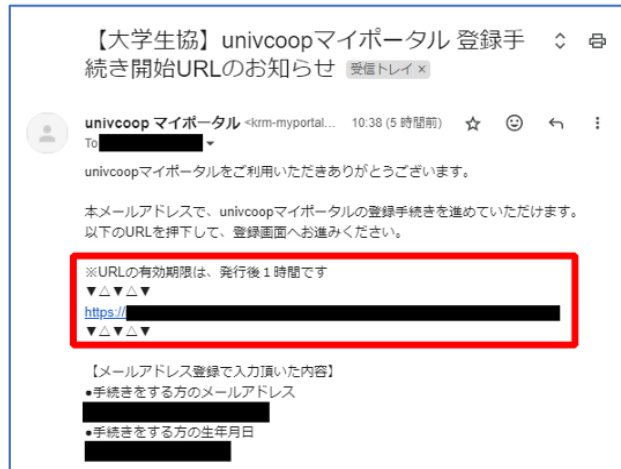 【大学生協】univcoopマイポータル 登録手
続き開始URLのお知らせ 受信トレイ ×
univcoop マイポータル <krm-myportal... 10:38 (5 時間前)
To
univcoopマイポータルをご利用いただきありがとうございます。
本メールアドレスで、univcoopマイポータルの登録手続きを進めていただけます。
以下のURLを押下して、登録画面へお進みください。
※URLの有効期限は、発行後１時間です
▼△▼△▼
https://
▼△▼△▼
【メールアドレス登録で入力頂いた内容】
●手続きをする方のメールアドレス
●手続きをする方の生年月日